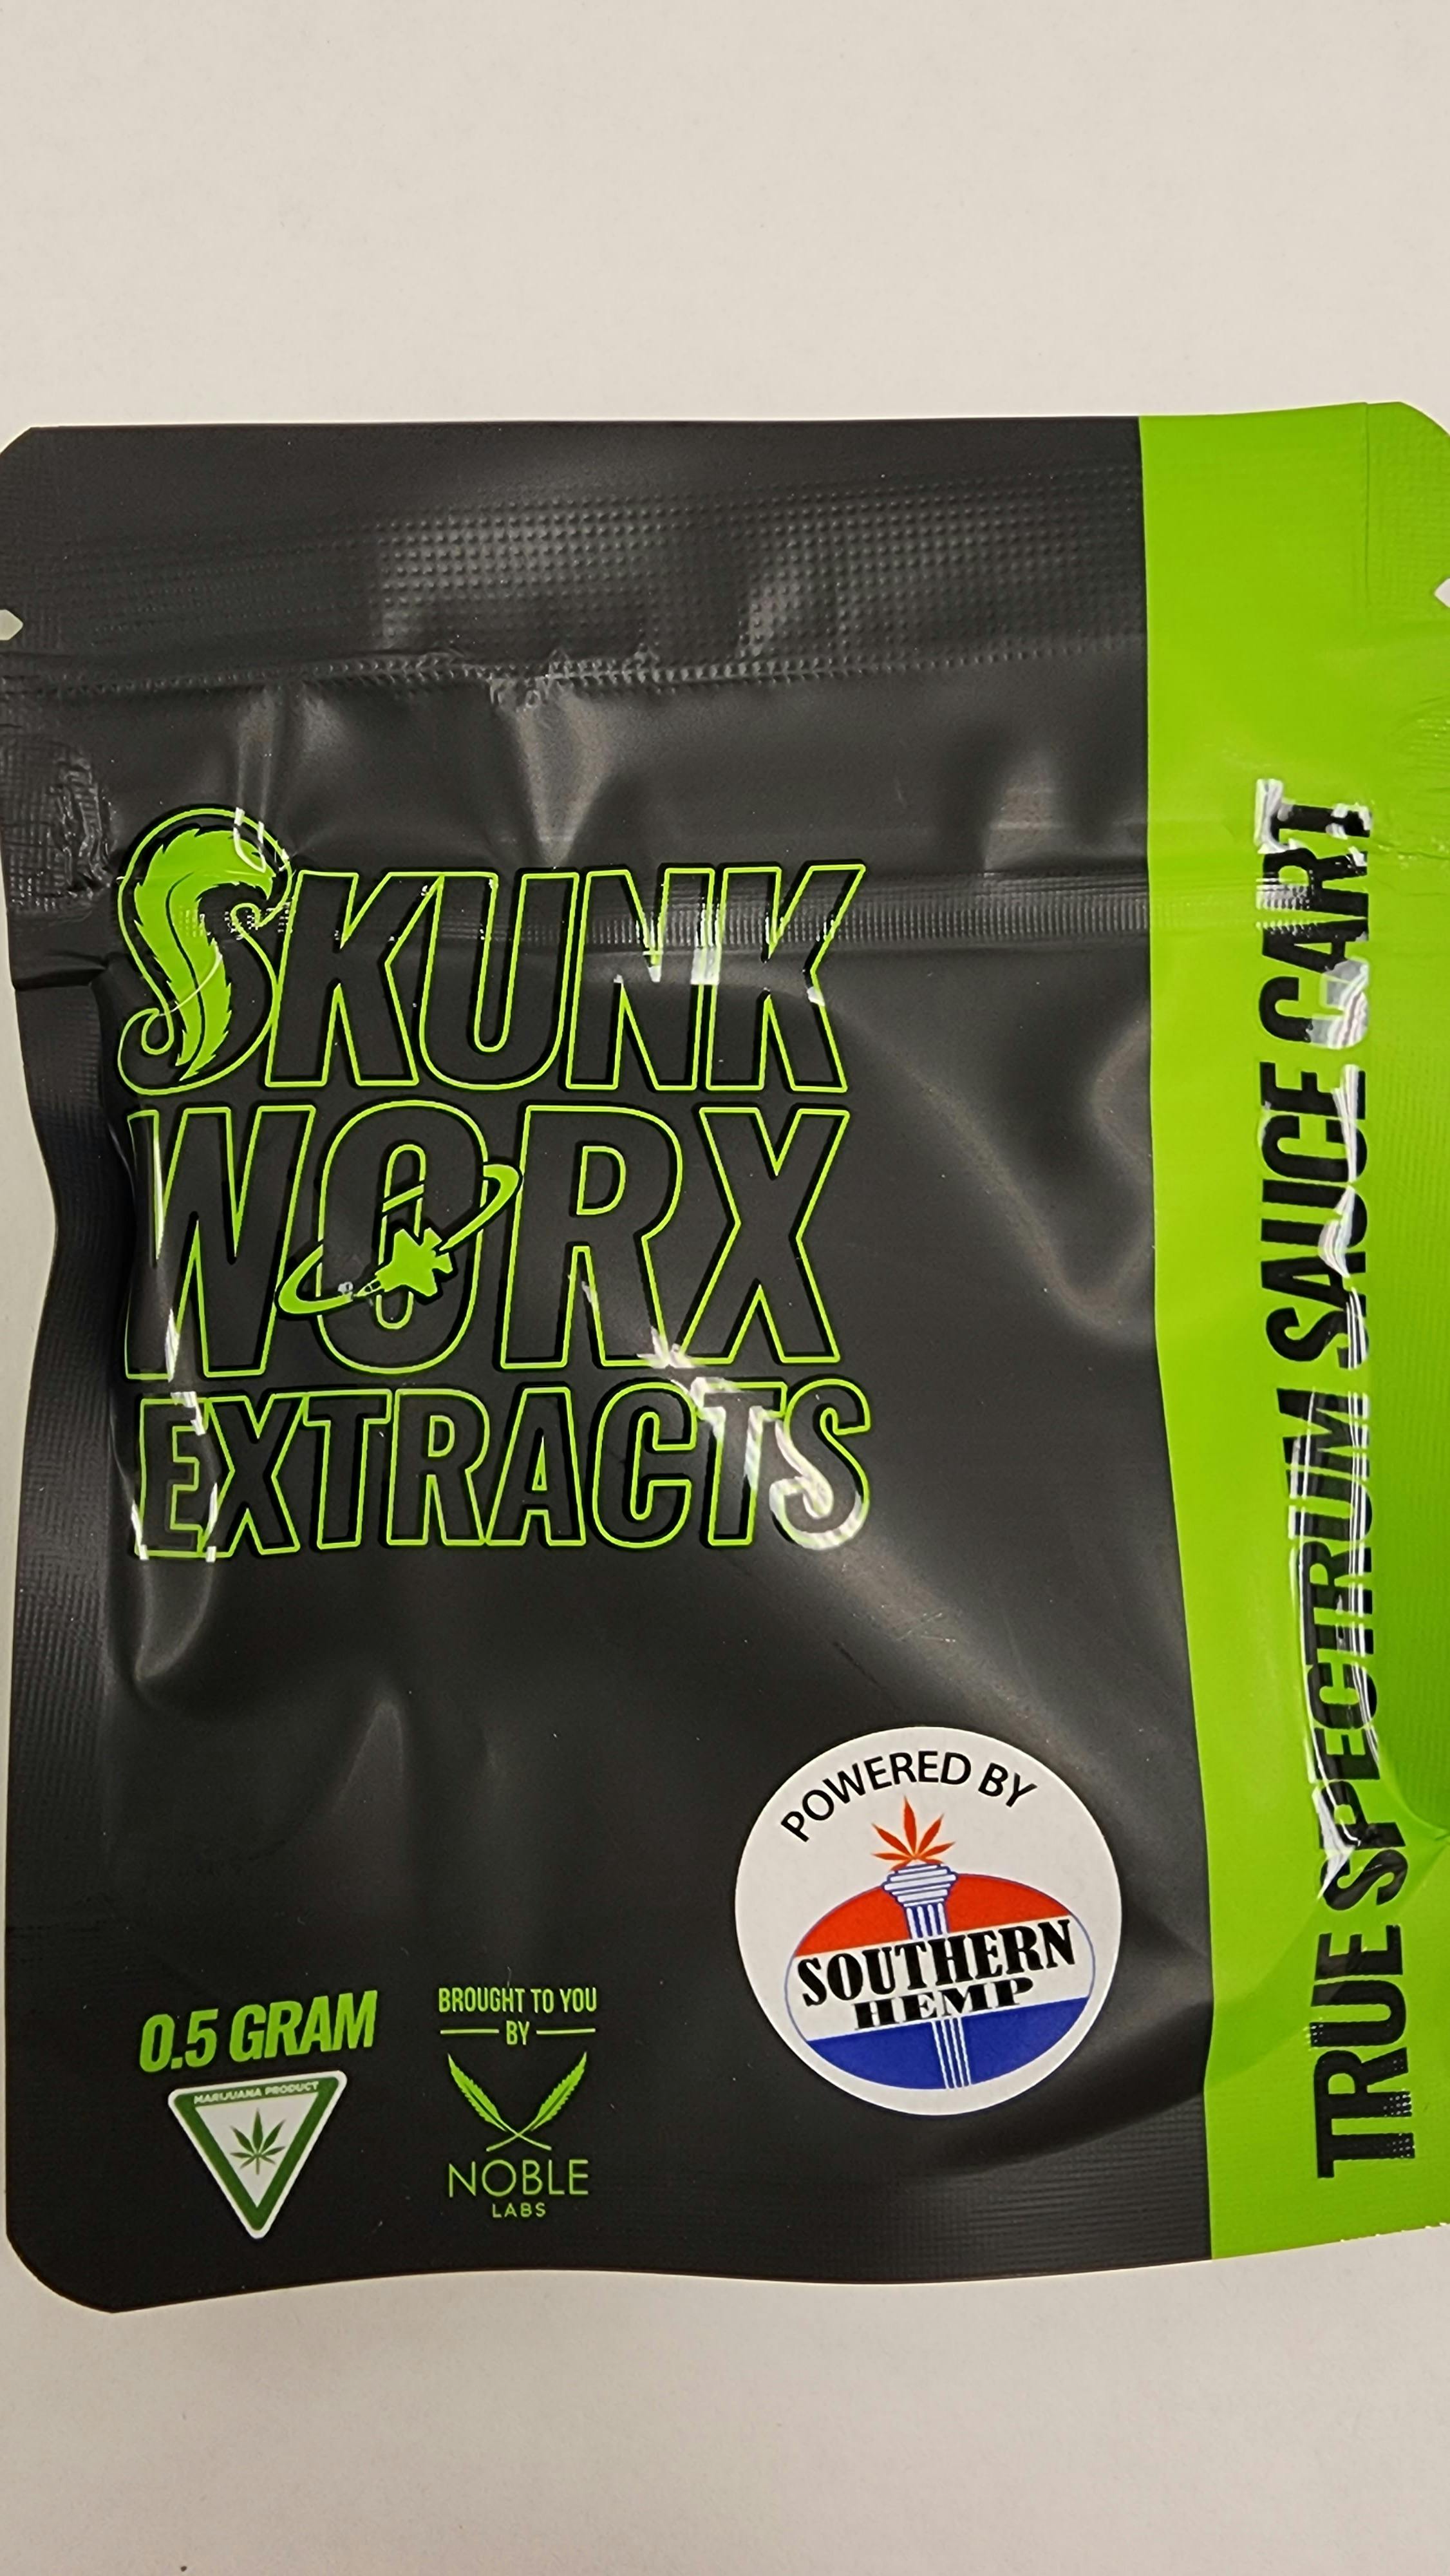 SKUNK
WORX
EXTRACTS
0.5 GRAM
MARIJUANA PRODUCT
BROUGHT TO YOU
BY
NOBLE
LABS
POWERED BY
SOUTHERN
HEMP
TRUE SPECTRUM SAUCE CART